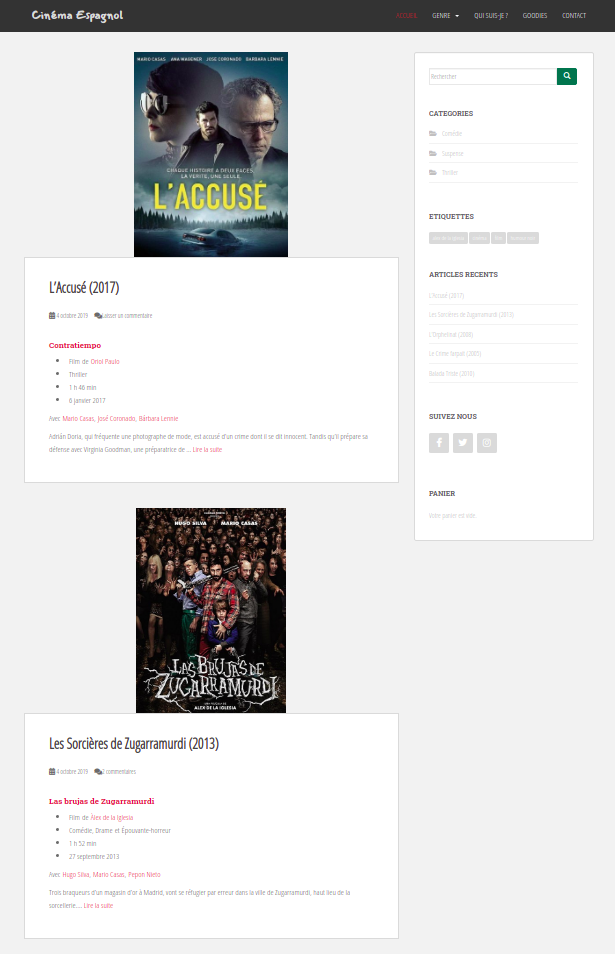 Cinéma Espagnol
ACCUEIL GENRE QUI SUIS-JE ? GOODIES CONTACT
MARIO CASAS ANA WAGENER JOSE CORONADO BARBARA LENNIE
CHAQUE HISTOIRE A DEUX FACES,
LA VÉRITÉ, UNE SEULE.
L'ACCUSÉ
L'Accusé (2017)
4 octobre 2019 Laisser un commentaire
Contratiempo
Film de Oriol Paulo
Thriller
1 h 46 min
6 janvier 2017
Avec Mario Casas, José Coronado, Bárbara Lennie
Adrián Doria, qui fréquente une photographe de mode, est accusé d'un crime dont il se dit innocent. Tandis qu'il prépare sa
défense avec Virginia Goodman, une préparatrice de ... Lire la suite
HUGO SILVA MARIO CASAS
LAS BRUJAS DE
ZUGARRAMURDI
ALEX DE LA IGLESIA
Les Sorcières de Zugarramurdi (2013)
4 octobre 2019 2 commentaires
Las brujas de Zugarramurdi
Film de Álex de la Iglesia
Comédie, Drame et Épouvante-horreur
1 h 52 min
27 septembre 2013
Avec Hugo Silva, Mario Casas, Pepon Nieto
Trois braqueurs d'un magasin d'or à Madrid, vont se réfugier par erreur dans la ville de Zugarramurdi, haut lieu de la
sorcellerie.... Lire la suite
Rechercher
CATEGORIES
Comédie
Suspense
Thriller
ETIQUETTES
ARTICLES RECENTS
L'Accusé (2017)
Les Sorcières de Zugarramurdi (2013)
L'Orphelinat (2008)
Le Crime farpait (2005)
Balada Triste (2010)
SUIVEZ NOUS
PANIER
Votre panier est vide.